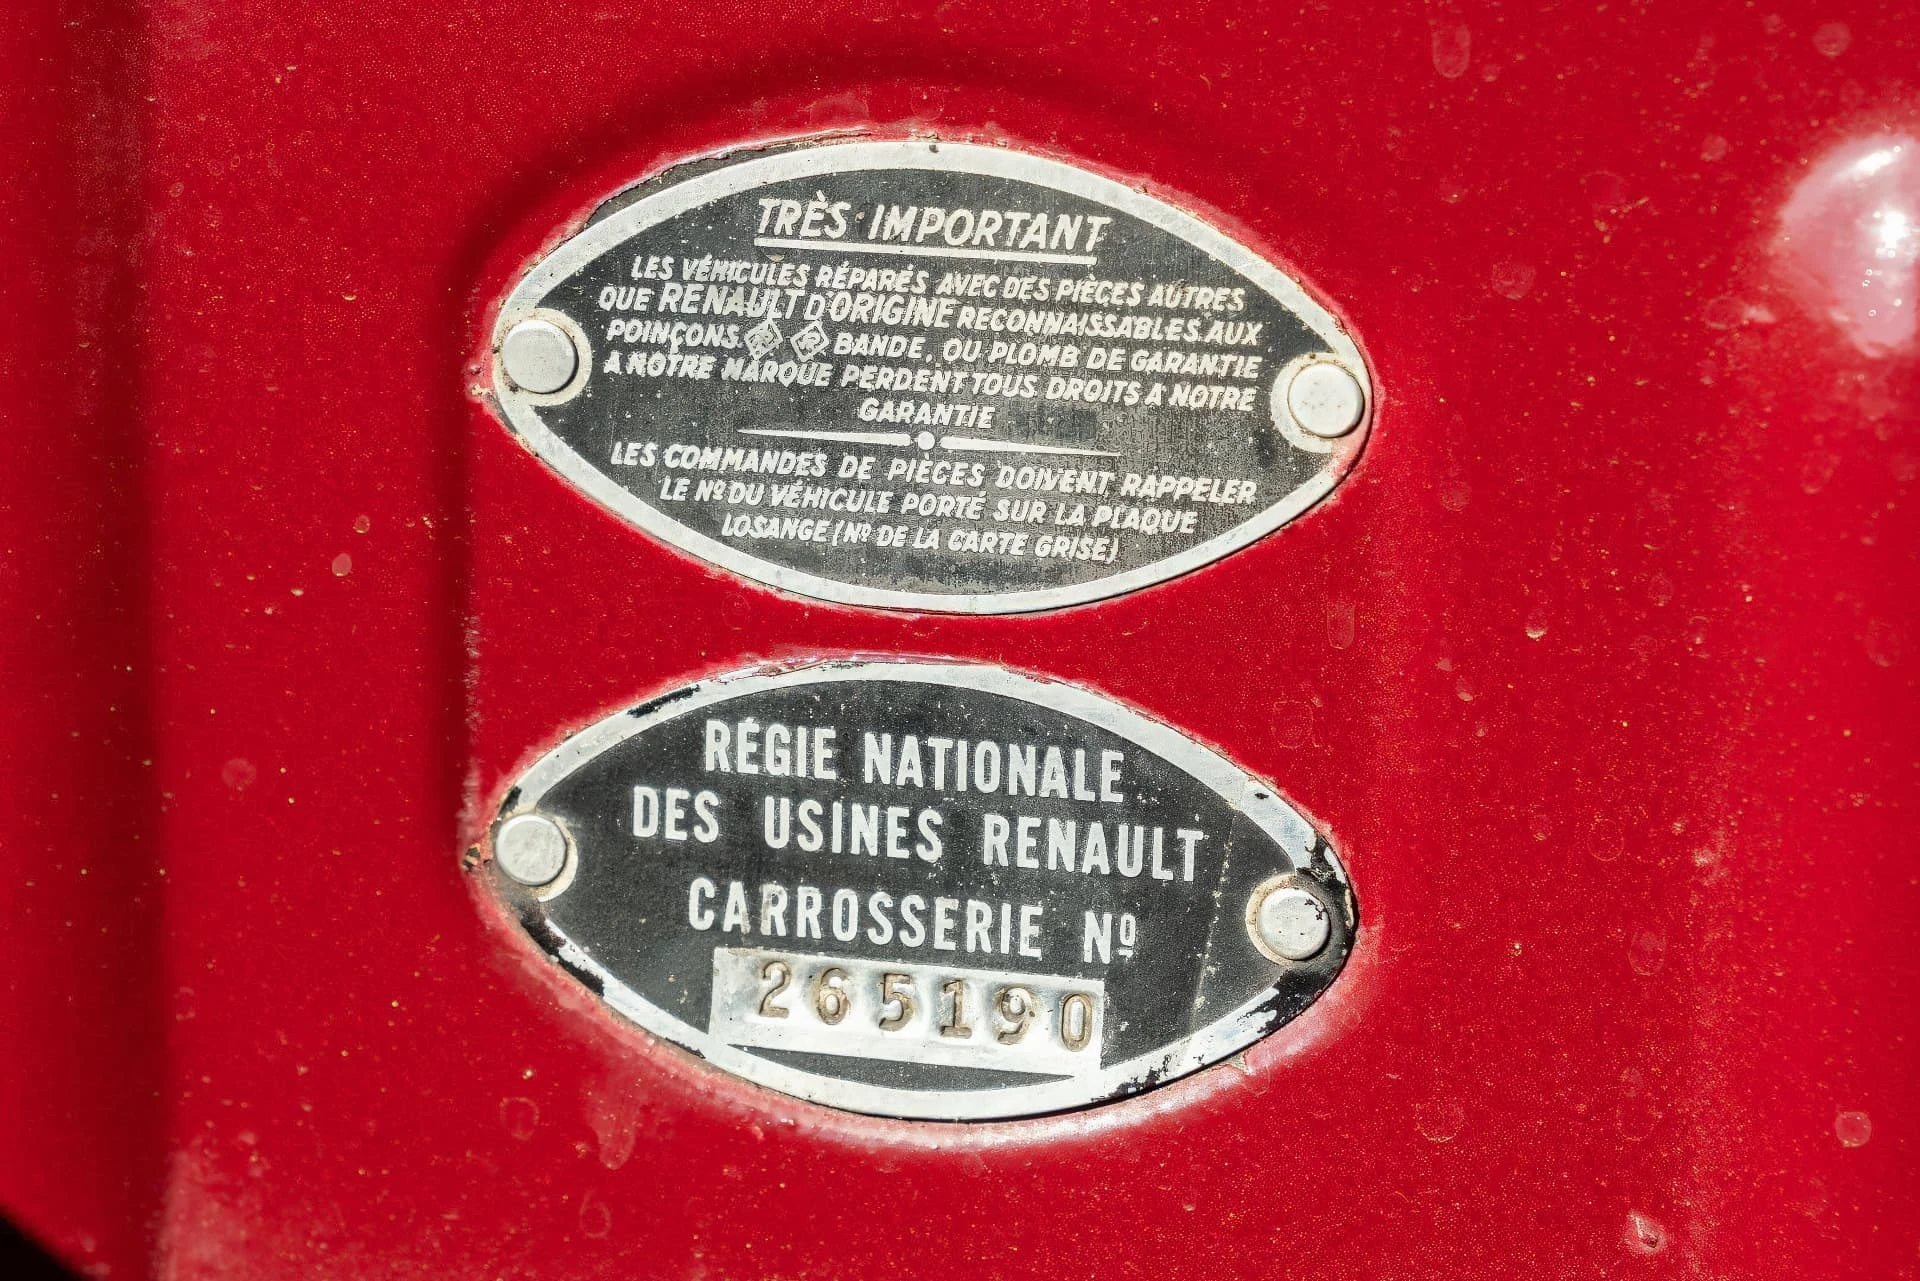 TRÈS IMPORTANT
LES VÉHICULES RÉPARÉS AVEC DES PIÈCES AUTRES
QUE RENAULT D'ORIGINE RECONNAISSABLES AUX
POINÇONS R BANDE, OU PLOMB DE GARANTIE
A NOTRE MARQUE PERDENT TOUS DROITS A NOTRE
GARANTIE
LES COMMANDES DE PIÈCES DOIVENT RAPPELER
LE Nº DU VÉHICULE PORTÉ SUR LA PLAQUE
LOSANGE (Nº DE LA CARTE GRISE)
RÉGIE NATIONALE
DES USINES RENAULT
CARROSSERIE Nº
265190